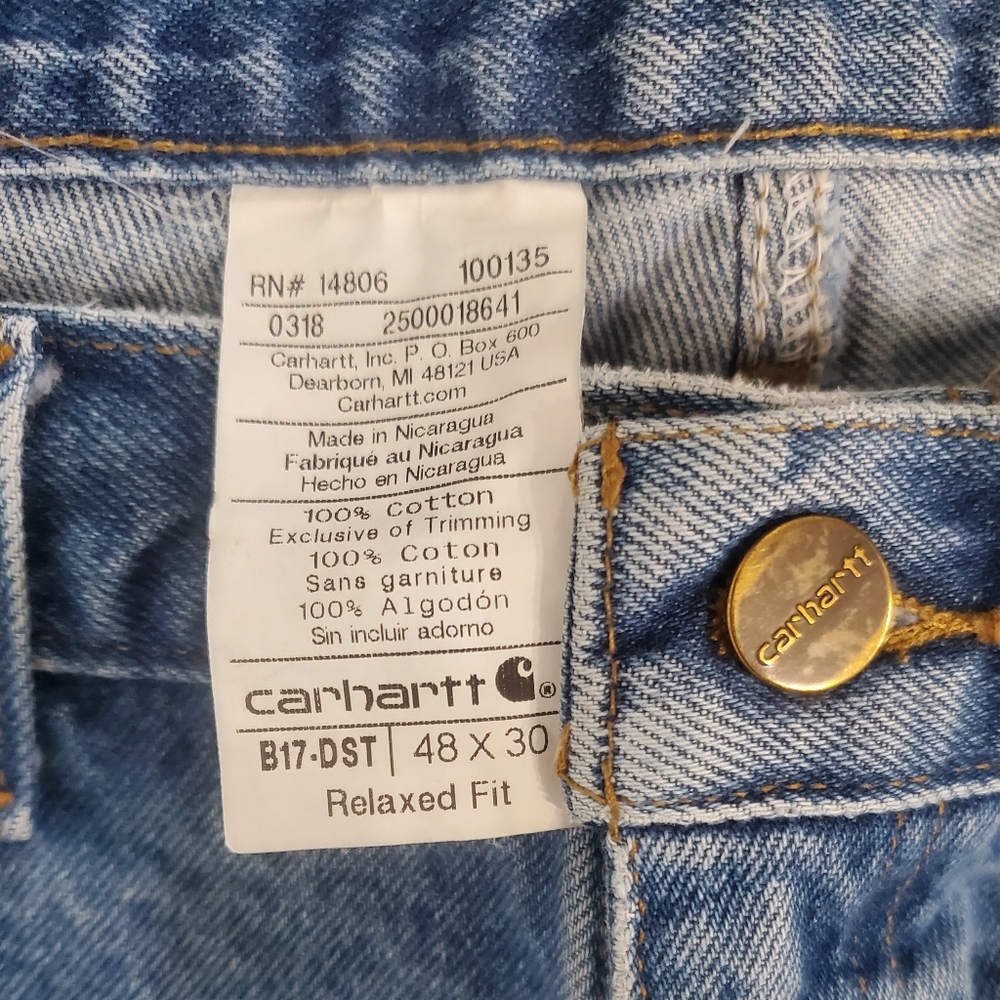 RN# 14806 100135
0318 2500018641
Carhartt, Inc. P. O. Box 600
Dearborn, MI 48121 USA
Carhartt.com
Made in Nicaragua
Fabriqué au Nicaragua
Hecho en Nicaragua
100% Cotton
Exclusive of Trimming
100% Coton
Sans garniture
100% Algodón
Sin incluir adorno
carhartt ®
B17-DST | 48 X 30
Relaxed Fit
carhartt